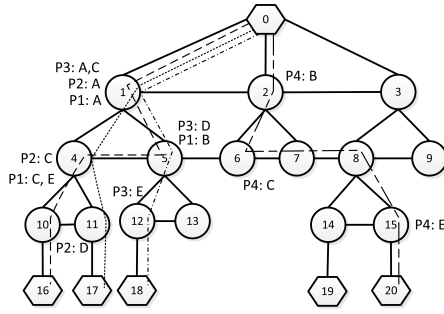 0
P3: A,C
P2: A
P1: A
1
2
P4: B
3
P3: D
P1: B
P2: C
P1: C, E
4
5
6
7
8
9
P4: C
P3: E
10
11
12
13
14
15
P4: E
P2: D
16
17
18
19
20